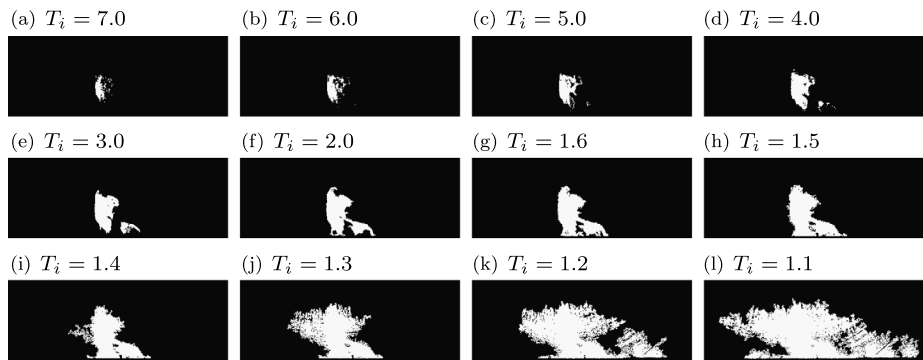 (a) T_i = 7.0
(b) T_i = 6.0
(c) T_i = 5.0
(d) T_i = 4.0
(e) T_i = 3.0
(f) T_i = 2.0
(g) T_i = 1.6
(h) T_i = 1.5
(i) T_i = 1.4
(j) T_i = 1.3
(k) T_i = 1.2
(l) T_i = 1.1